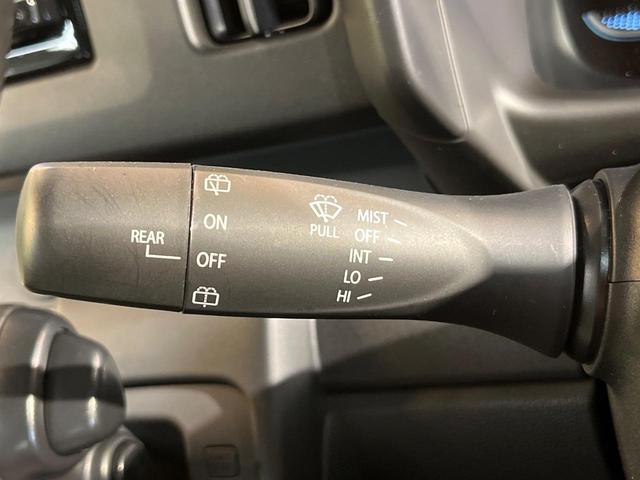 REAR
ON
OFF
PULL
MIST
OFF
INT
LO
HI